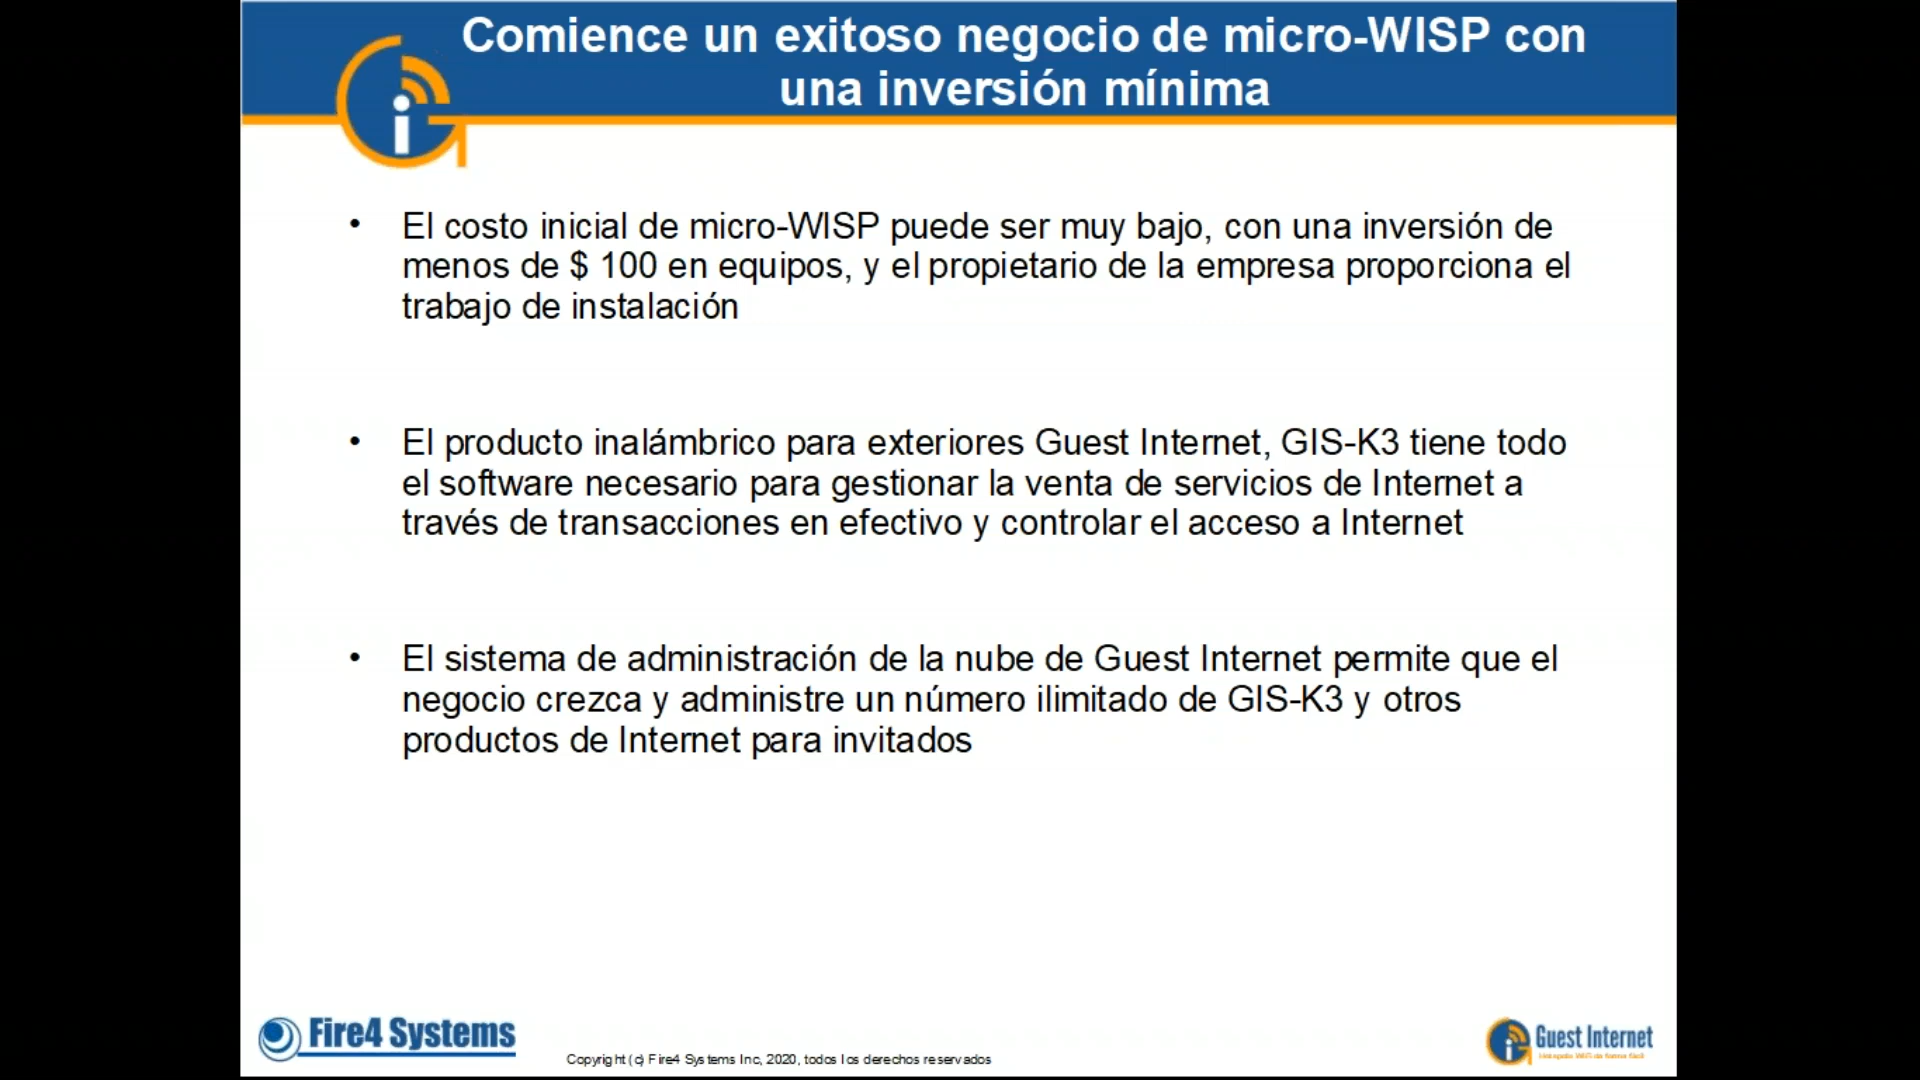 Comience un exitoso negocio de micro-WISP con
una inversión mínima
• El costo inicial de micro-WISP puede ser muy bajo, con una inversión de
menos de $ 100 en equipos, y el propietario de la empresa proporciona el
trabajo de instalación
• El producto inalámbrico para exteriores Guest Internet, GIS-K3 tiene todo
el software necesario para gestionar la venta de servicios de Internet a
través de transacciones en efectivo y controlar el acceso a Internet
• El sistema de administración de la nube de Guest Internet permite que el
negocio crezca y administre un número ilimitado de GIS-K3 y otros
productos de Internet para invitados
Fire4 Systems
Copyright (c) Fire4 Systems Inc, 2020, todos los derechos reservados
Guest Internet